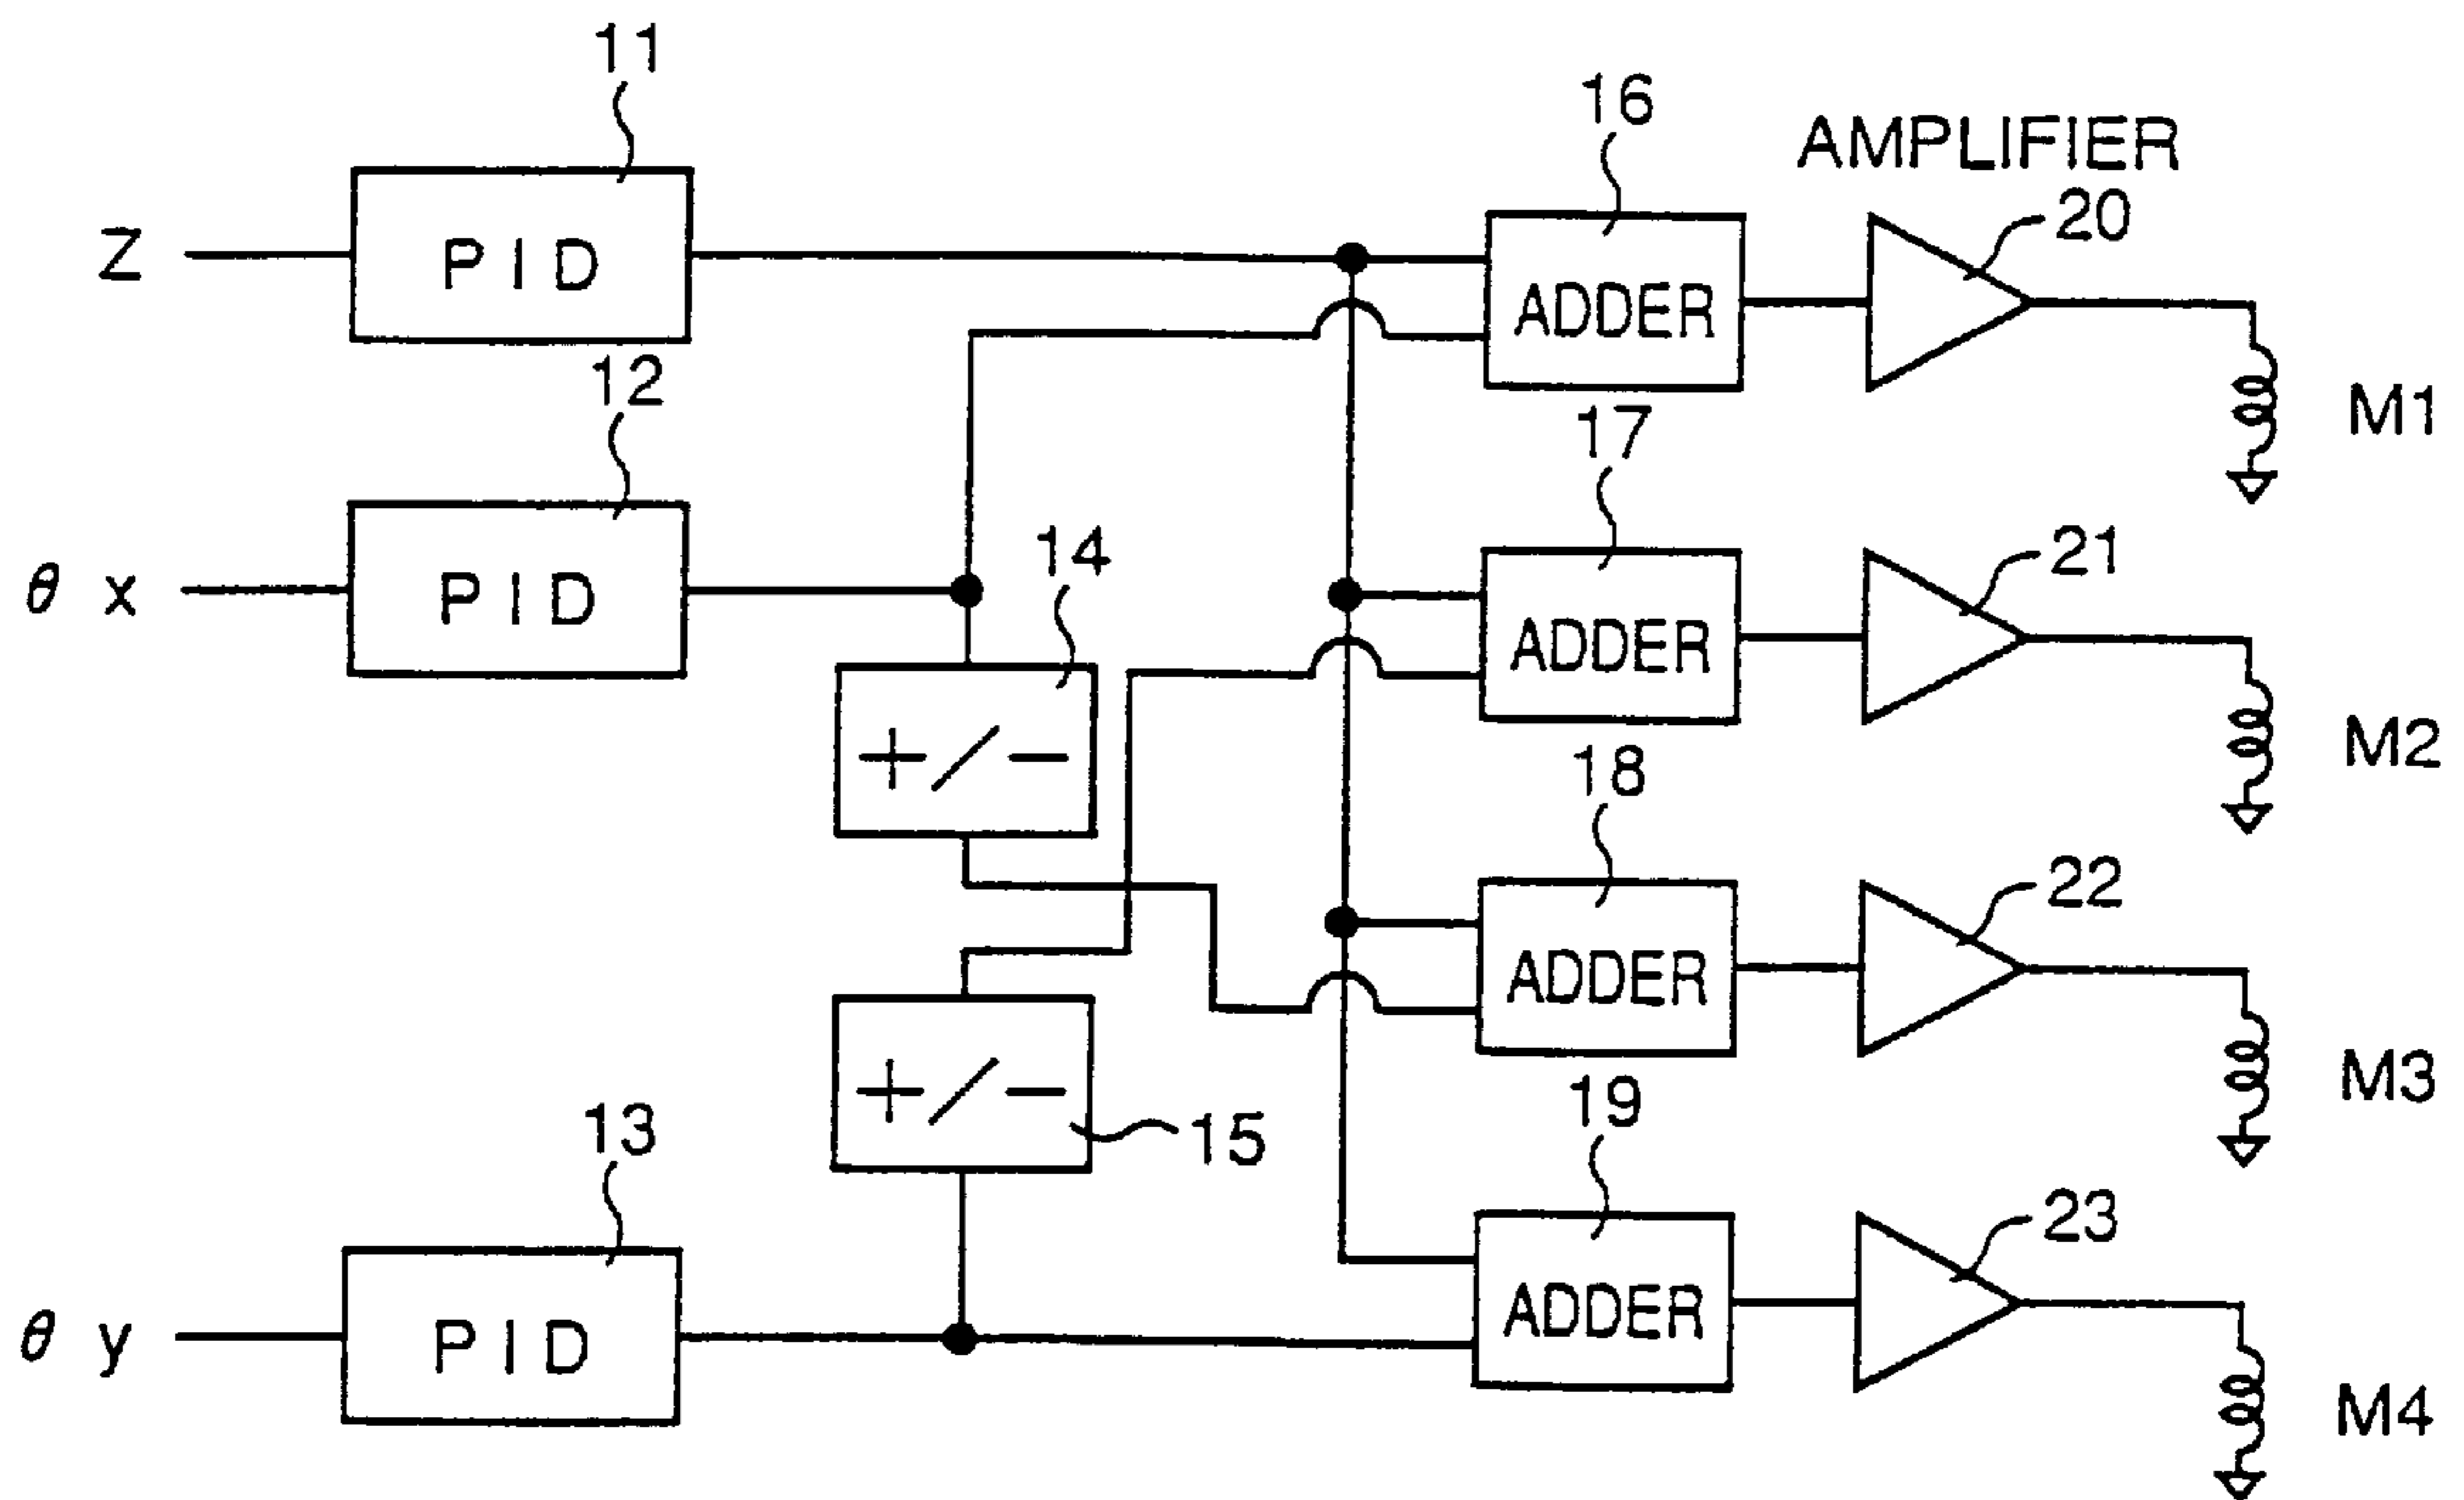 11
16
AMPLIFIER
20
Z
PID
ADDER
M1
12
17
14
21
θ x
PID
ADDER
M2
+/-
18
22
ADDER
M3
+/-
15
13
19
23
θ y
PID
ADDER
M4